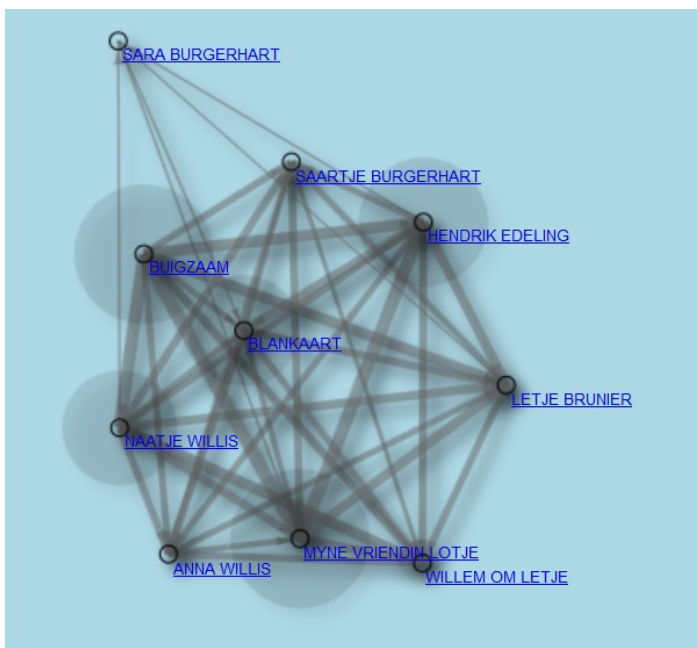 SARA BURGERHART
SAARTJE BURGERHART
HENDRIK EDELING
BUIGZAAM
BLANKAART
LETJE BRUNIER
NAATJE WILLIS
MYNE VRIENDIN LOTJE
ANNA WILLIS
WILLEM OM LETJE